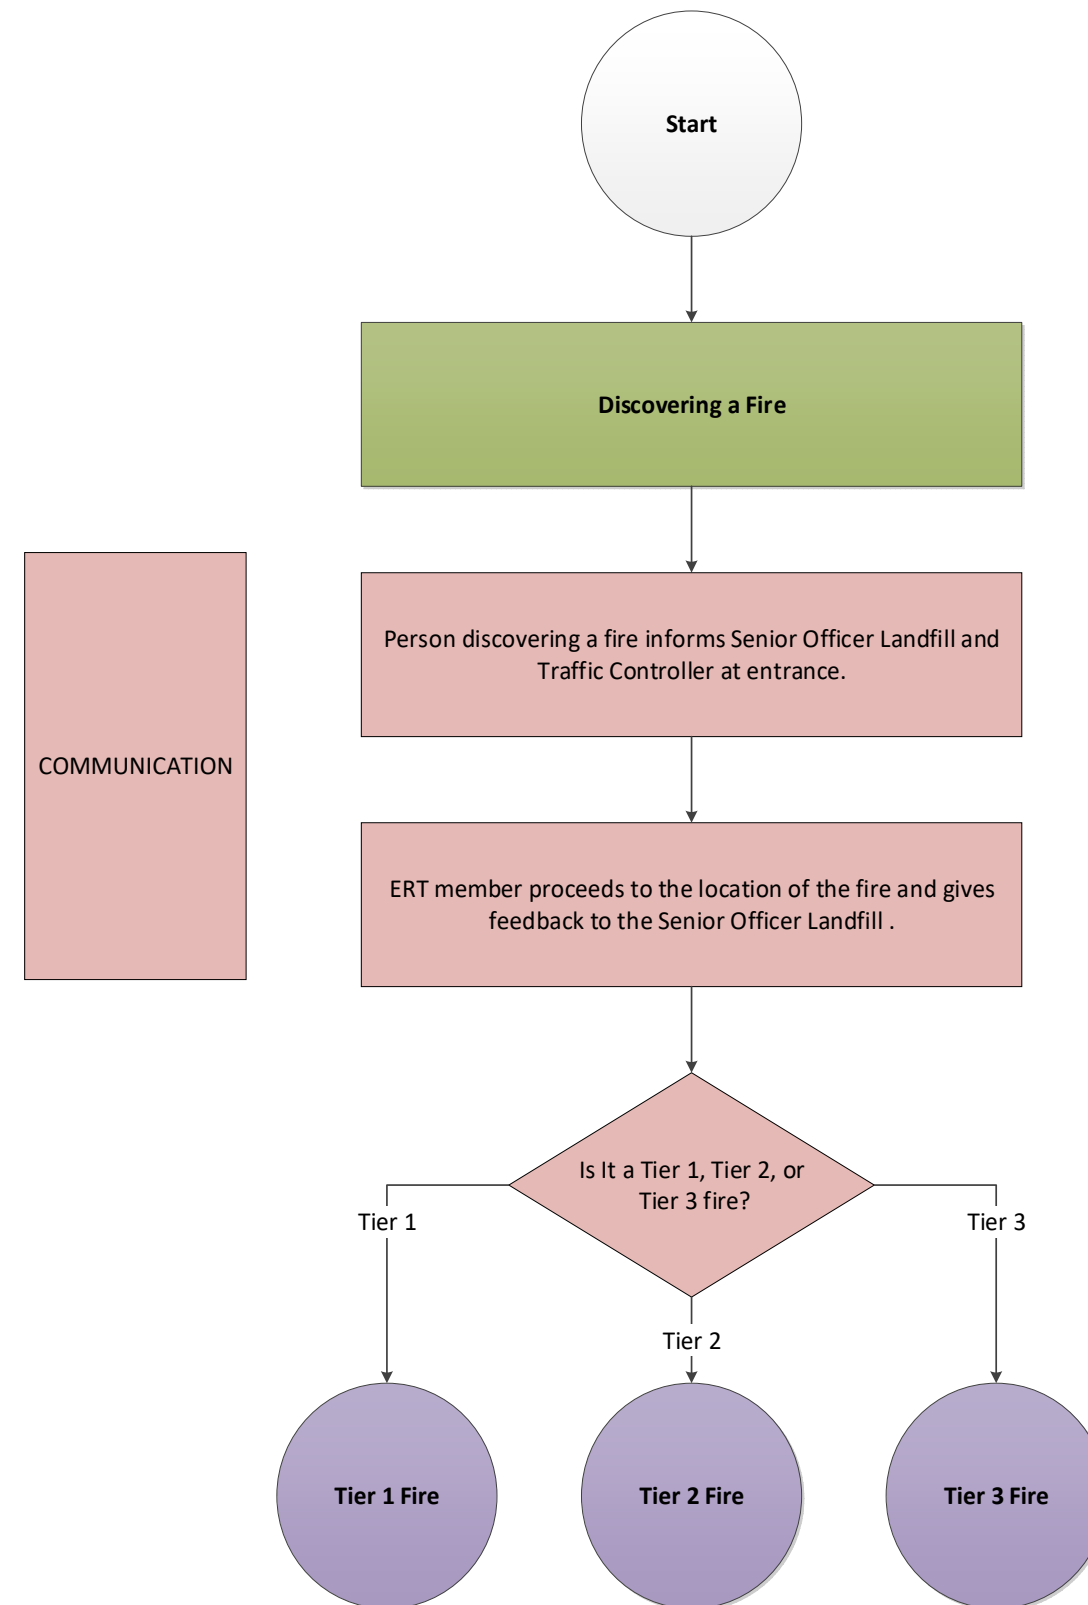 Start
Discovering a Fire
Person discovering a fire informs Senior Officer Landfill and
Traffic Controller at entrance.
COMMUNICATION
ERT member proceeds to the location of the fire and gives
feedback to the Senior Officer Landfill .
Is It a Tier 1, Tier 2, or
Tier 3 fire?
Tier 1
Tier 3
Tier 2
Tier 1 Fire
Tier 2 Fire
Tier 3 Fire